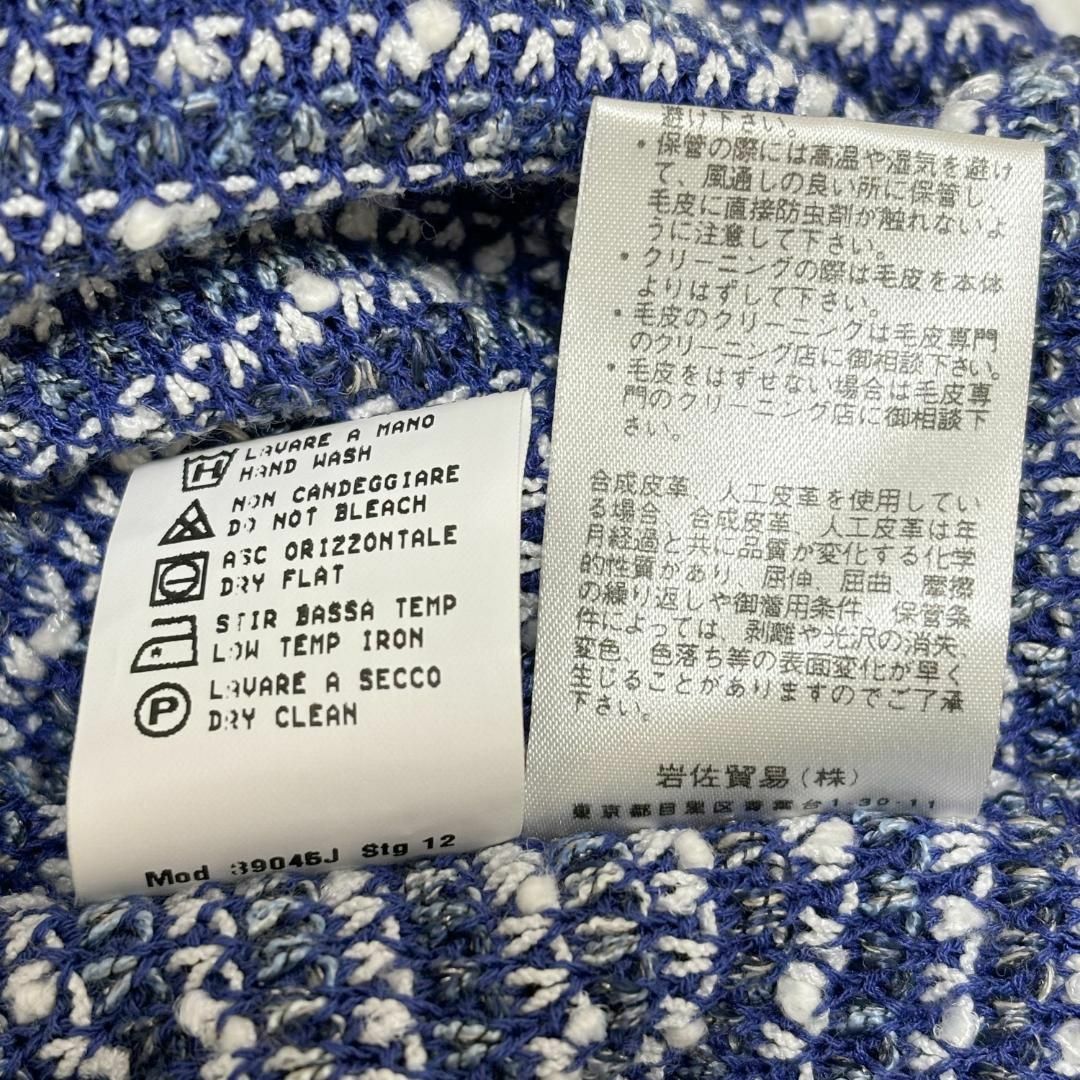 LAVARE A MANO
HAND WASH
NON CANDEGGIARE
DO NOT BLEACH
ASC ORIZZONTALE
DRY FLAT
STIR BASSA TEMP
LOW TEMP IRON
P
LAVARE A SECCO
DRY CLEAN
Mod 39045J Stg 12
避け下さい。
・保管の際には高温や湿気を避け
て、風通しの良い所に保管し、
毛皮に直接防虫剤が触れないよ
うに注意して下さい。
・クリーニングの際は毛皮を本体
よりはずして下さい。
・毛皮のクリーニングは毛皮専門
のクリーニング店に御相談下さい。
・毛皮をはずせない場合は毛皮専
門のクリーニング店に御相談下
さい。
合成皮革、人工皮革を使用してい
る場合、合成皮革、人工皮革は年
月経過と共に品質が変化する化学
的性質があり、屈伸、屈曲、摩擦
の繰り返しや御着用条件、保管条
件によっては、剥離や光沢の消失、
変色、色落ち等の表面変化が早く
生じることがありますのでご了承
下さい。
岩佐貿易(株)
東京都目黒区青葉台1-30-11